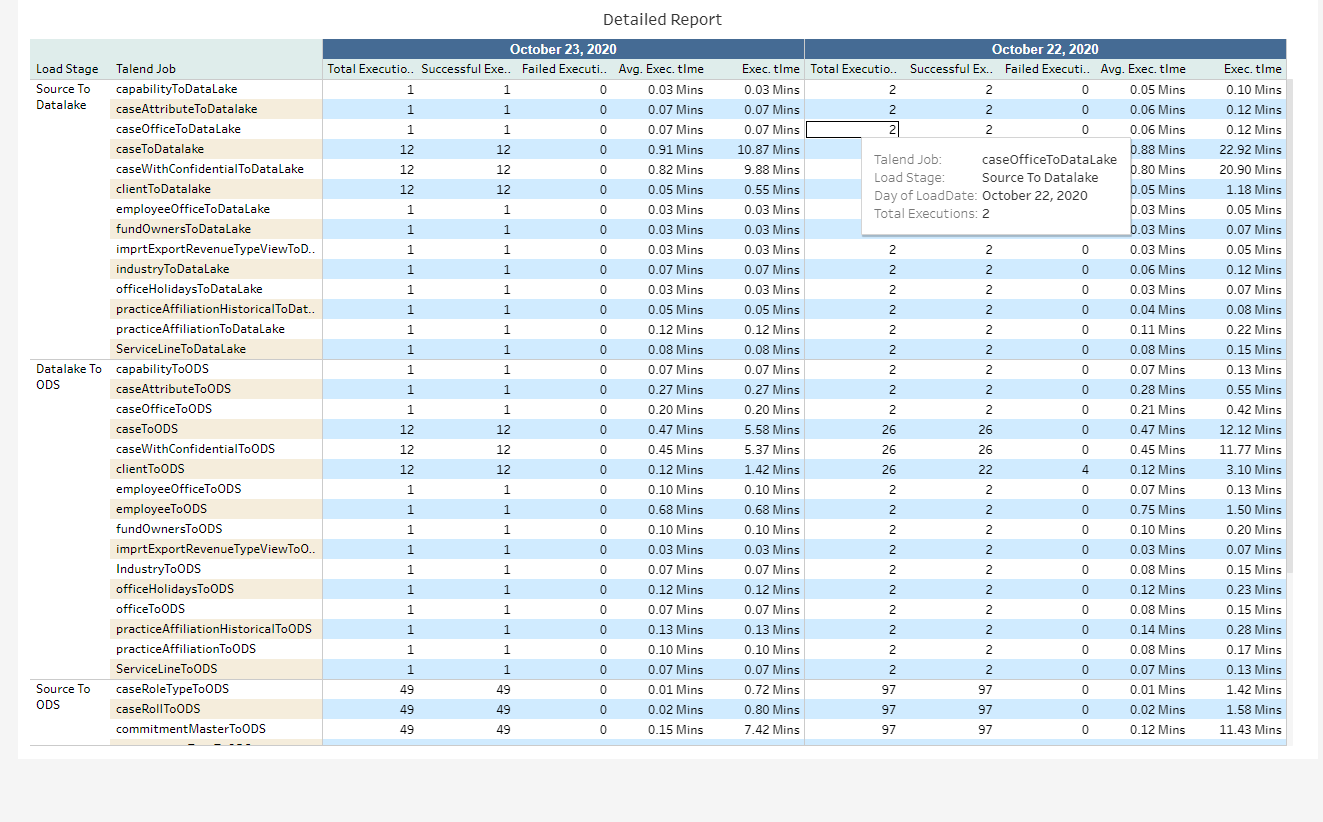 Detailed Report
October 23, 2020 October 22, 2020
Load Stage Talend Job Total Executio.. Successful Exe.. Failed Executi.. Avg. Exec. tIme Exec. tIme Total Executio.. Successful Ex.. Failed Executi.. Avg. Exec. tIme Exec. tIme
Source To Datalake capabilityToDataLake 1 1 0 0.03 Mins 0.03 Mins 2 2 0 0.05 Mins 0.10 Mins
caseAttributeToDatalake 1 1 0 0.07 Mins 0.07 Mins 2 2 0 0.06 Mins 0.12 Mins
caseOfficeToDataLake 1 1 0 0.07 Mins 0.07 Mins 2 2 0 0.06 Mins 0.12 Mins
caseToDatalake 12 12 0 0.91 Mins 10.87 Mins 0.88 Mins 22.92 Mins
caseWithConfidentialToDataLake 12 12 0 0.82 Mins 9.88 Mins 0.80 Mins 20.90 Mins
clientToDatalake 12 12 0 0.05 Mins 0.55 Mins 0.05 Mins 1.18 Mins
employeeOfficeToDataLake 1 1 0 0.03 Mins 0.03 Mins 0.03 Mins 0.05 Mins
fundOwnersToDataLake 1 1 0 0.03 Mins 0.03 Mins 0.03 Mins 0.07 Mins
Talend Job: caseOfficeToDataLake
Load Stage: Source To Datalake
Day of LoadDate: October 22, 2020
Total Executions: 2
imprtExportRevenueTypeViewToD.. 1 1 0 0.03 Mins 0.03 Mins 2 2 0 0.03 Mins 0.05 Mins
industryToDataLake 1 1 0 0.07 Mins 0.07 Mins 2 2 0 0.06 Mins 0.12 Mins
officeHolidaysToDataLake 1 1 0 0.03 Mins 0.03 Mins 2 2 0 0.03 Mins 0.07 Mins
practiceAffiliationHistoricalToDat.. 1 1 0 0.05 Mins 0.05 Mins 2 2 0 0.04 Mins 0.08 Mins
practiceAffiliationToDataLake 1 1 0 0.12 Mins 0.12 Mins 2 2 0 0.11 Mins 0.22 Mins
ServiceLineToDataLake 1 1 0 0.08 Mins 0.08 Mins 2 2 0 0.08 Mins 0.15 Mins
Datalake To ODS capabilityToODS 1 1 0 0.07 Mins 0.07 Mins 2 2 0 0.07 Mins 0.13 Mins
caseAttributeToODS 1 1 0 0.27 Mins 0.27 Mins 2 2 0 0.28 Mins 0.55 Mins
caseOfficeToODS 1 1 0 0.20 Mins 0.20 Mins 2 2 0 0.21 Mins 0.42 Mins
caseToODS 12 12 0 0.47 Mins 5.58 Mins 26 26 0 0.47 Mins 12.12 Mins
caseWithConfidentialToODS 12 12 0 0.45 Mins 5.37 Mins 26 26 0 0.45 Mins 11.77 Mins
clientToODS 12 12 0 0.12 Mins 1.42 Mins 26 22 4 0.12 Mins 3.10 Mins
employeeOfficeToODS 1 1 0 0.10 Mins 0.10 Mins 2 2 0 0.07 Mins 0.13 Mins
employeeToODS 1 1 0 0.68 Mins 0.68 Mins 2 2 0 0.75 Mins 1.50 Mins
fundOwnersToODS 1 1 0 0.10 Mins 0.10 Mins 2 2 0 0.10 Mins 0.20 Mins
imprtExportRevenueTypeViewToO.. 1 1 0 0.03 Mins 0.03 Mins 2 2 0 0.03 Mins 0.07 Mins
IndustryToODS 1 1 0 0.07 Mins 0.07 Mins 2 2 0 0.08 Mins 0.15 Mins
officeHolidaysToODS 1 1 0 0.12 Mins 0.12 Mins 2 2 0 0.12 Mins 0.23 Mins
officeToODS 1 1 0 0.07 Mins 0.07 Mins 2 2 0 0.08 Mins 0.15 Mins
practiceAffiliationHistoricalToODS 1 1 0 0.13 Mins 0.13 Mins 2 2 0 0.14 Mins 0.28 Mins
practiceAffiliationToODS 1 1 0 0.10 Mins 0.10 Mins 2 2 0 0.08 Mins 0.17 Mins
ServiceLineToODS 1 1 0 0.07 Mins 0.07 Mins 2 2 0 0.07 Mins 0.13 Mins
Source To ODS caseRoleTypeToODS 49 49 0 0.01 Mins 0.72 Mins 97 97 0 0.01 Mins 1.42 Mins
caseRollToODS 49 49 0 0.02 Mins 0.80 Mins 97 97 0 0.02 Mins 1.58 Mins
commitmentMasterToODS 49 49 0 0.15 Mins 7.42 Mins 97 97 0 0.12 Mins 11.43 Mins